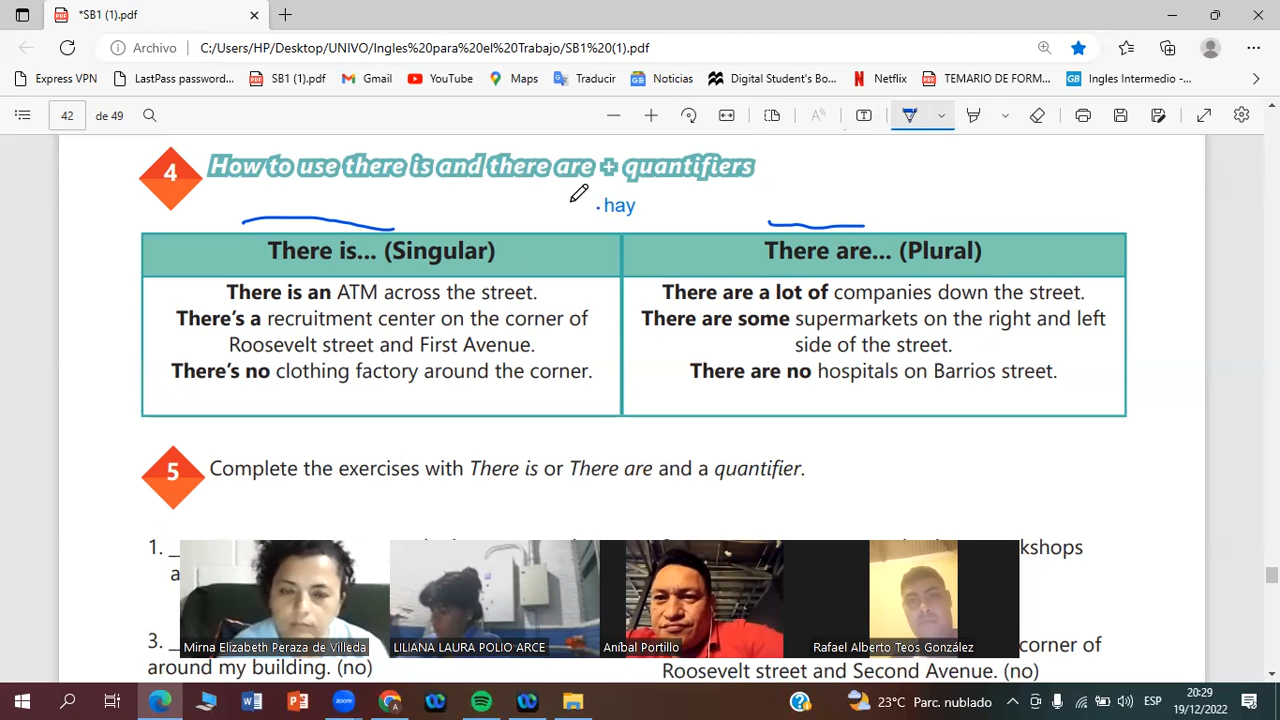 *SB1 (1).pdf
Archivo
C:/Users/HP/Desktop/UNIVO/Ingles%20para%20el%20Trabajo/SB1%20(1).pdf
Express VPN
LastPass password...
SB1 (1).pdf
Gmail
YouTube
Maps
Traducir
Noticias
Digital Student's Bo...
Netflix
TEMARIO DE FORM...
Ingles Intermedio -...
42 de 49
4 How to use there is and there are + quantifiers
. hay
There is... (Singular)
There are... (Plural)
There is an ATM across the street.
There's a recruitment center on the corner of
Roosevelt street and First Avenue.
There's no clothing factory around the corner.
There are a lot of companies down the street.
There are some supermarkets on the right and left
side of the street.
There are no hospitals on Barrios street.
5 Complete the exercises with There is or There are and a quantifier.
1. _
kshops
a
3. _
corner of
around my building. (no)
Roosevelt street and Second Avenue. (no)
Mirna Elizabeth Peraza de Villeda
LILIANA LAURA POLIO ARCE
Aníbal Portillo
Rafael Alberto Teos González
23°C Parc. nublado
ESP
20:29
19/12/2022